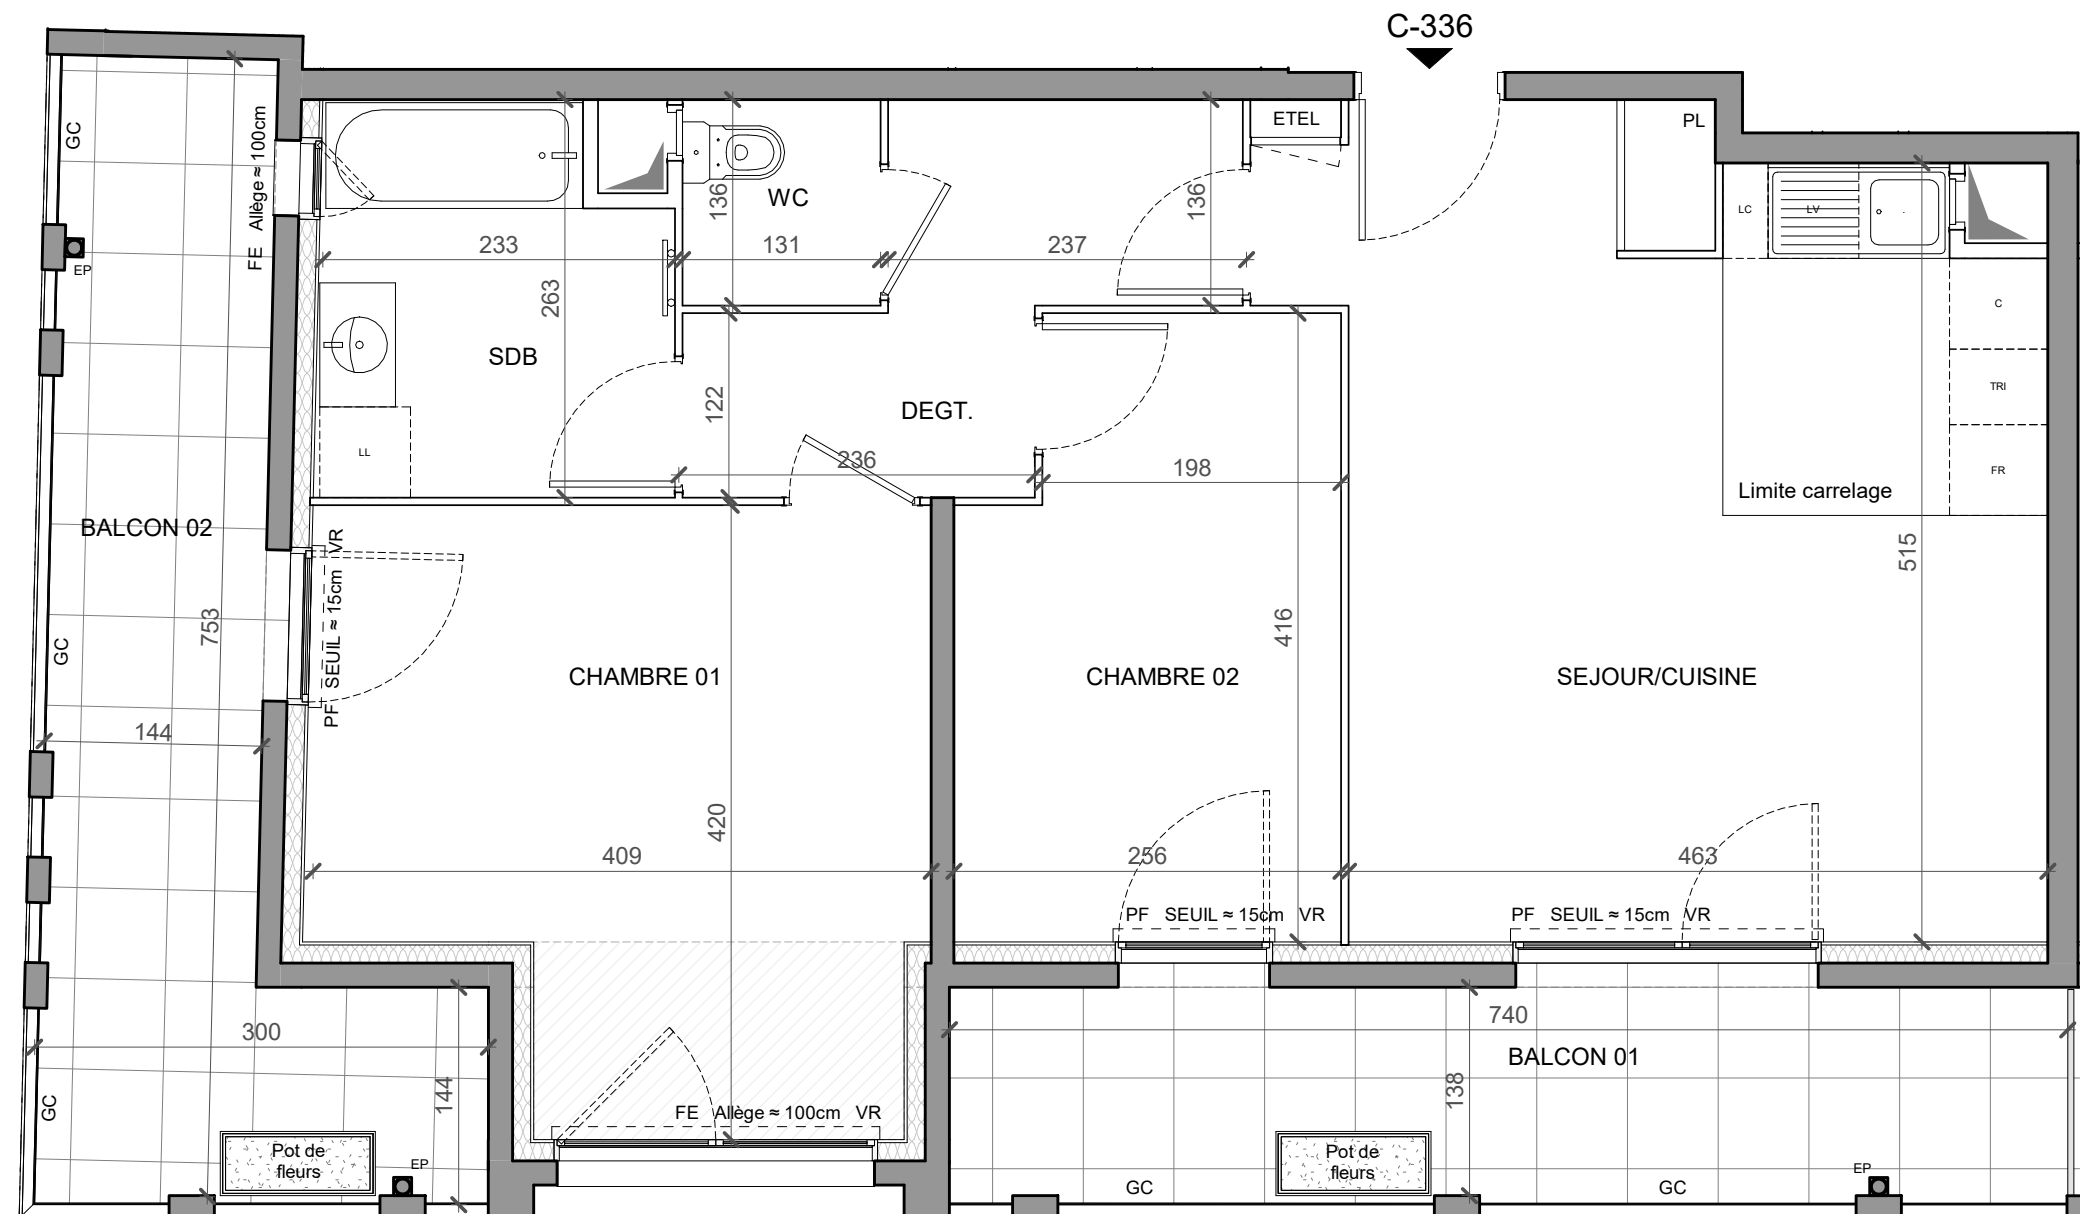 C-336
GC
FE Allège ≈ 100cm
ETEL
PL
136
WC
136
LC
LV
233
131
237
EP
263
C
SDB
TRI
122
DEGT.
LL
236
198
FR
Limite carrelage
BALCON 02
PF SEUIL ≈ 15cm VR
515
753
GC
416
CHAMBRE 01
CHAMBRE 02
SEJOUR/CUISINE
144
420
409
256
463
PF SEUIL ≈ 15cm VR
PF SEUIL ≈ 15cm VR
740
300
BALCON 01
144
138
GC
FE Allège ≈ 100cm VR
Pot de
fleurs
EP
Pot de
fleurs
EP
GC
GC